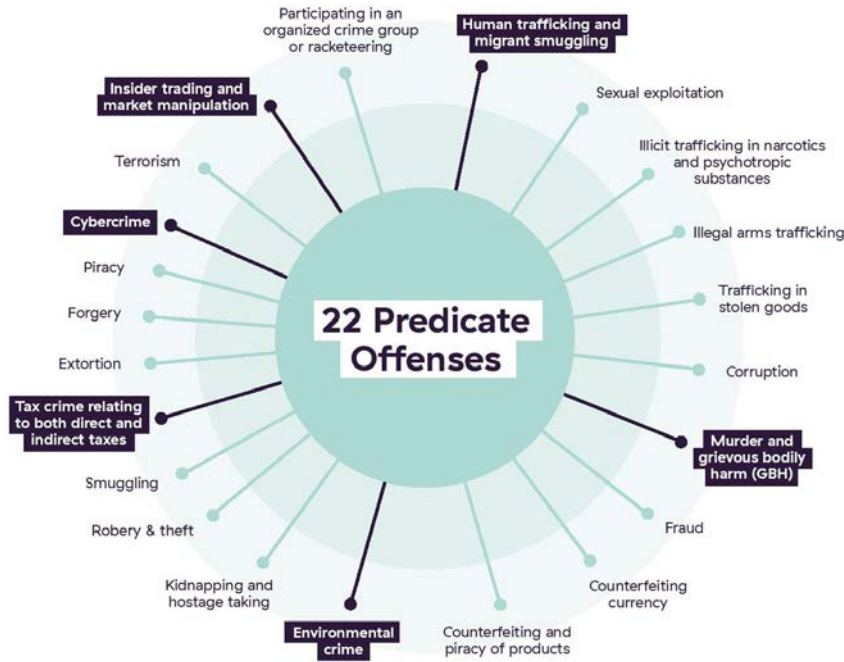 22 Predicate
Offenses
Human trafficking and
migrant smuggling
Sexual exploitation
Illicit trafficking in narcotics
and psychotropic
substances
Illegal arms trafficking
Trafficking in
stolen goods
Corruption
Murder and
grievous bodily
harm (GBH)
Fraud
Counterfeiting
currency
Counterfeiting and
piracy of products
Environmental
crime
Kidnapping and
hostage taking
Robery & theft
Smuggling
Tax crime relating
to both direct and
indirect taxes
Extortion
Forgery
Piracy
Cybercrime
Terrorism
Insider trading and
market manipulation
Participating in an
organized crime group
or racketeering